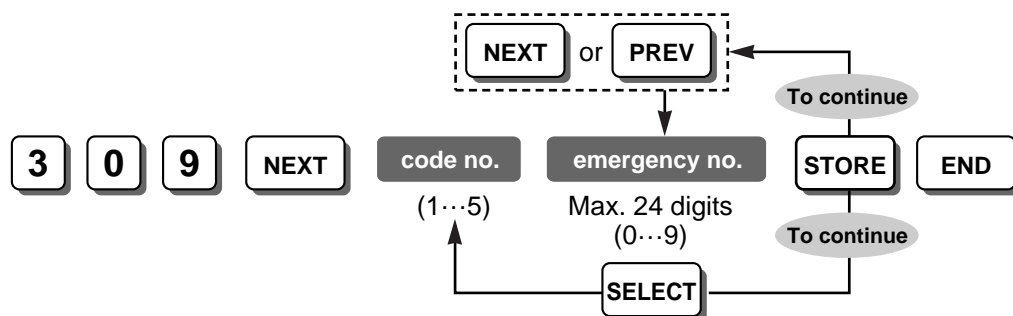 NEXT or PREV
To continue
3 0 9 NEXT code no. emergency no. STORE END
(1···5) Max. 24 digits
(0···9)
To continue
SELECT